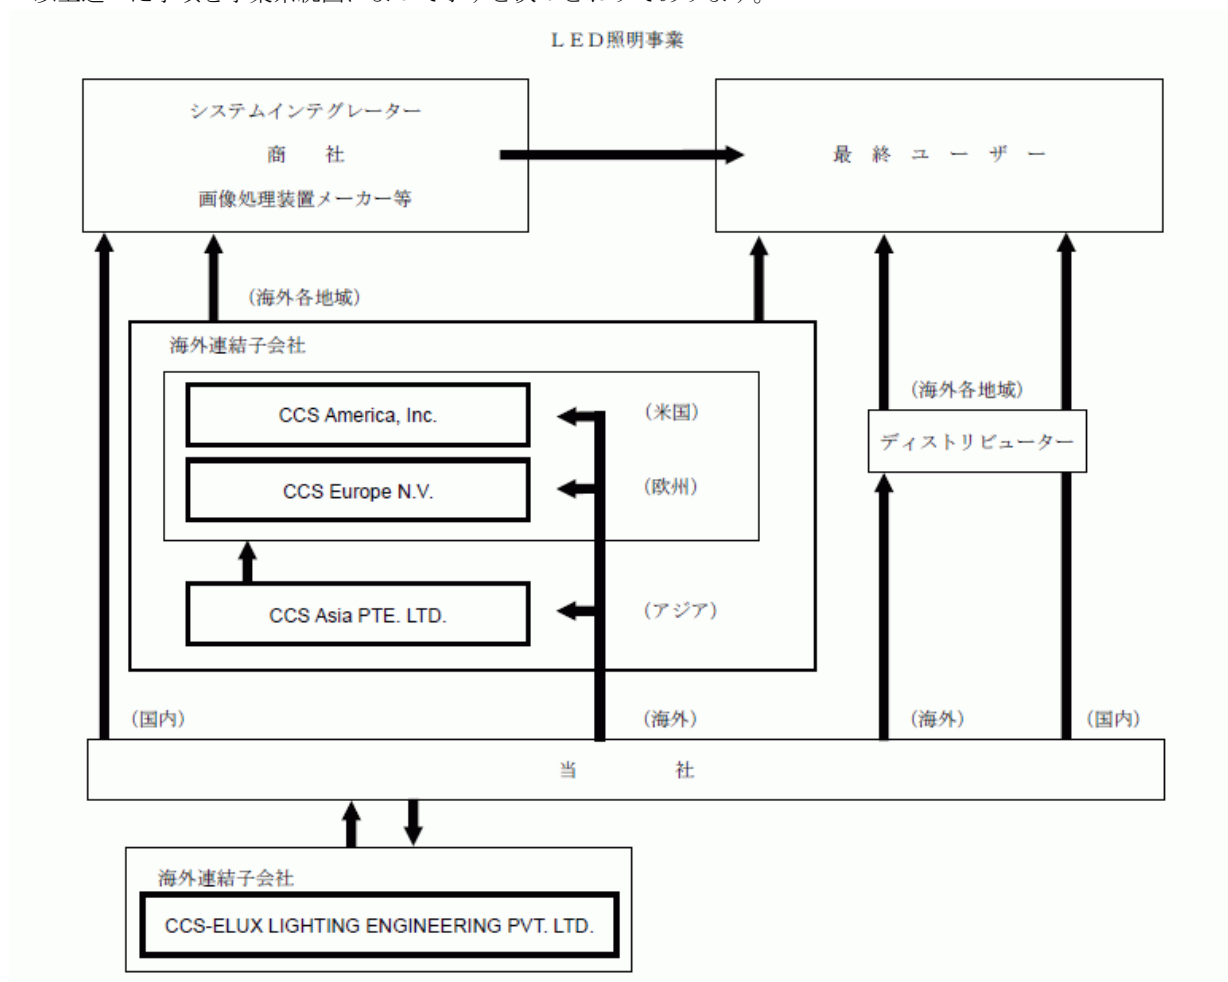 ＬＥＤ照明事業
システムインテグレーター
商　社
画像処理装置メーカー等
最 終 ユ ー ザ ー
（海外各地域）
海外連結子会社
CCS America, Inc.
（米国）
CCS Europe N.V.
（欧州）
CCS Asia PTE. LTD.
（アジア）
（海外各地域）
ディストリビューター
（国内）
（海外）
（海外）
（国内）
当　社
海外連結子会社
CCS-ELUX LIGHTING ENGINEERING PVT. LTD.